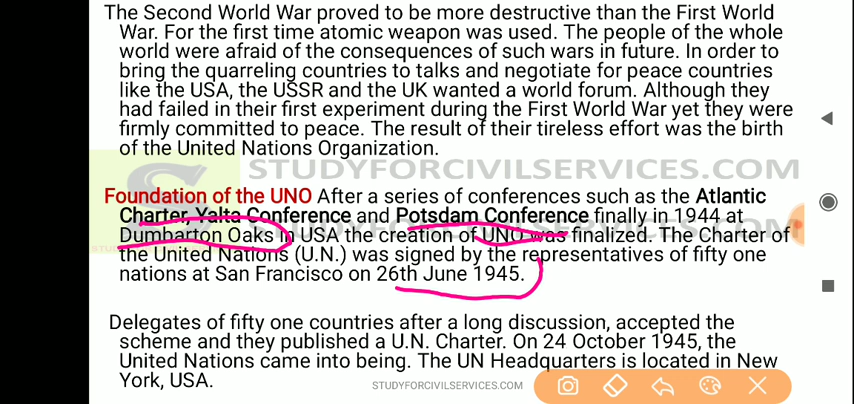 The Second World War proved to be more destructive than the First World
War. For the first time atomic weapon was used. The people of the whole
world were afraid of the consequences of such wars in future. In order to
bring the quarreling countries to talks and negotiate for peace countries
like the USA, the USSR and the UK wanted a world forum. Although they
had failed in their first experiment during the First World War yet they were
firmly committed to peace. The result of their tireless effort was the birth
of the United Nations Organization.
STUDYFORCIVILSERVICES.COM
Foundation of the UNO After a series of conferences such as the Atlantic
Charter, Yalta Conference and Potsdam Conference finally in 1944 at
Dumbarton Oaks in USA the creation of UNO was finalized. The Charter of
the United Nations (U.N.) was signed by the representatives of fifty one
nations at San Francisco on 26th June 1945.
Delegates of fifty one countries after a long discussion, accepted the
scheme and they published a U.N. Charter. On 24 October 1945, the
United Nations came into being. The UN Headquarters is located in New
York, USA.
STUDYFORCIVILSERVICES.COM